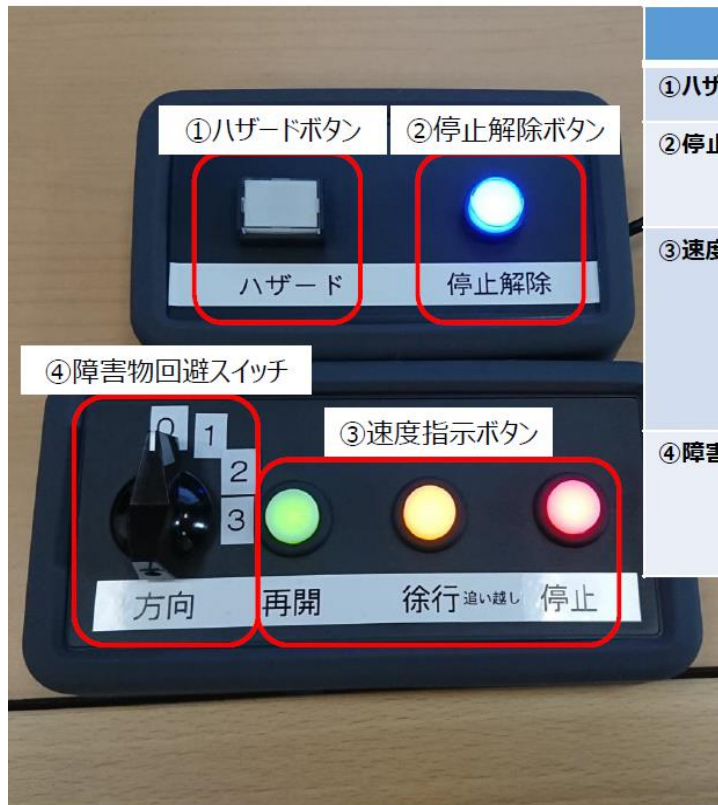 ①ハザードボタン
②停止解除ボタン
ハザード
停止解除
④障害物回避スイッチ
0
1
2
3
③速度指示ボタン
方向
再開
徐行 追い越し
停止
①ハザ
②停止
③速度
④障害